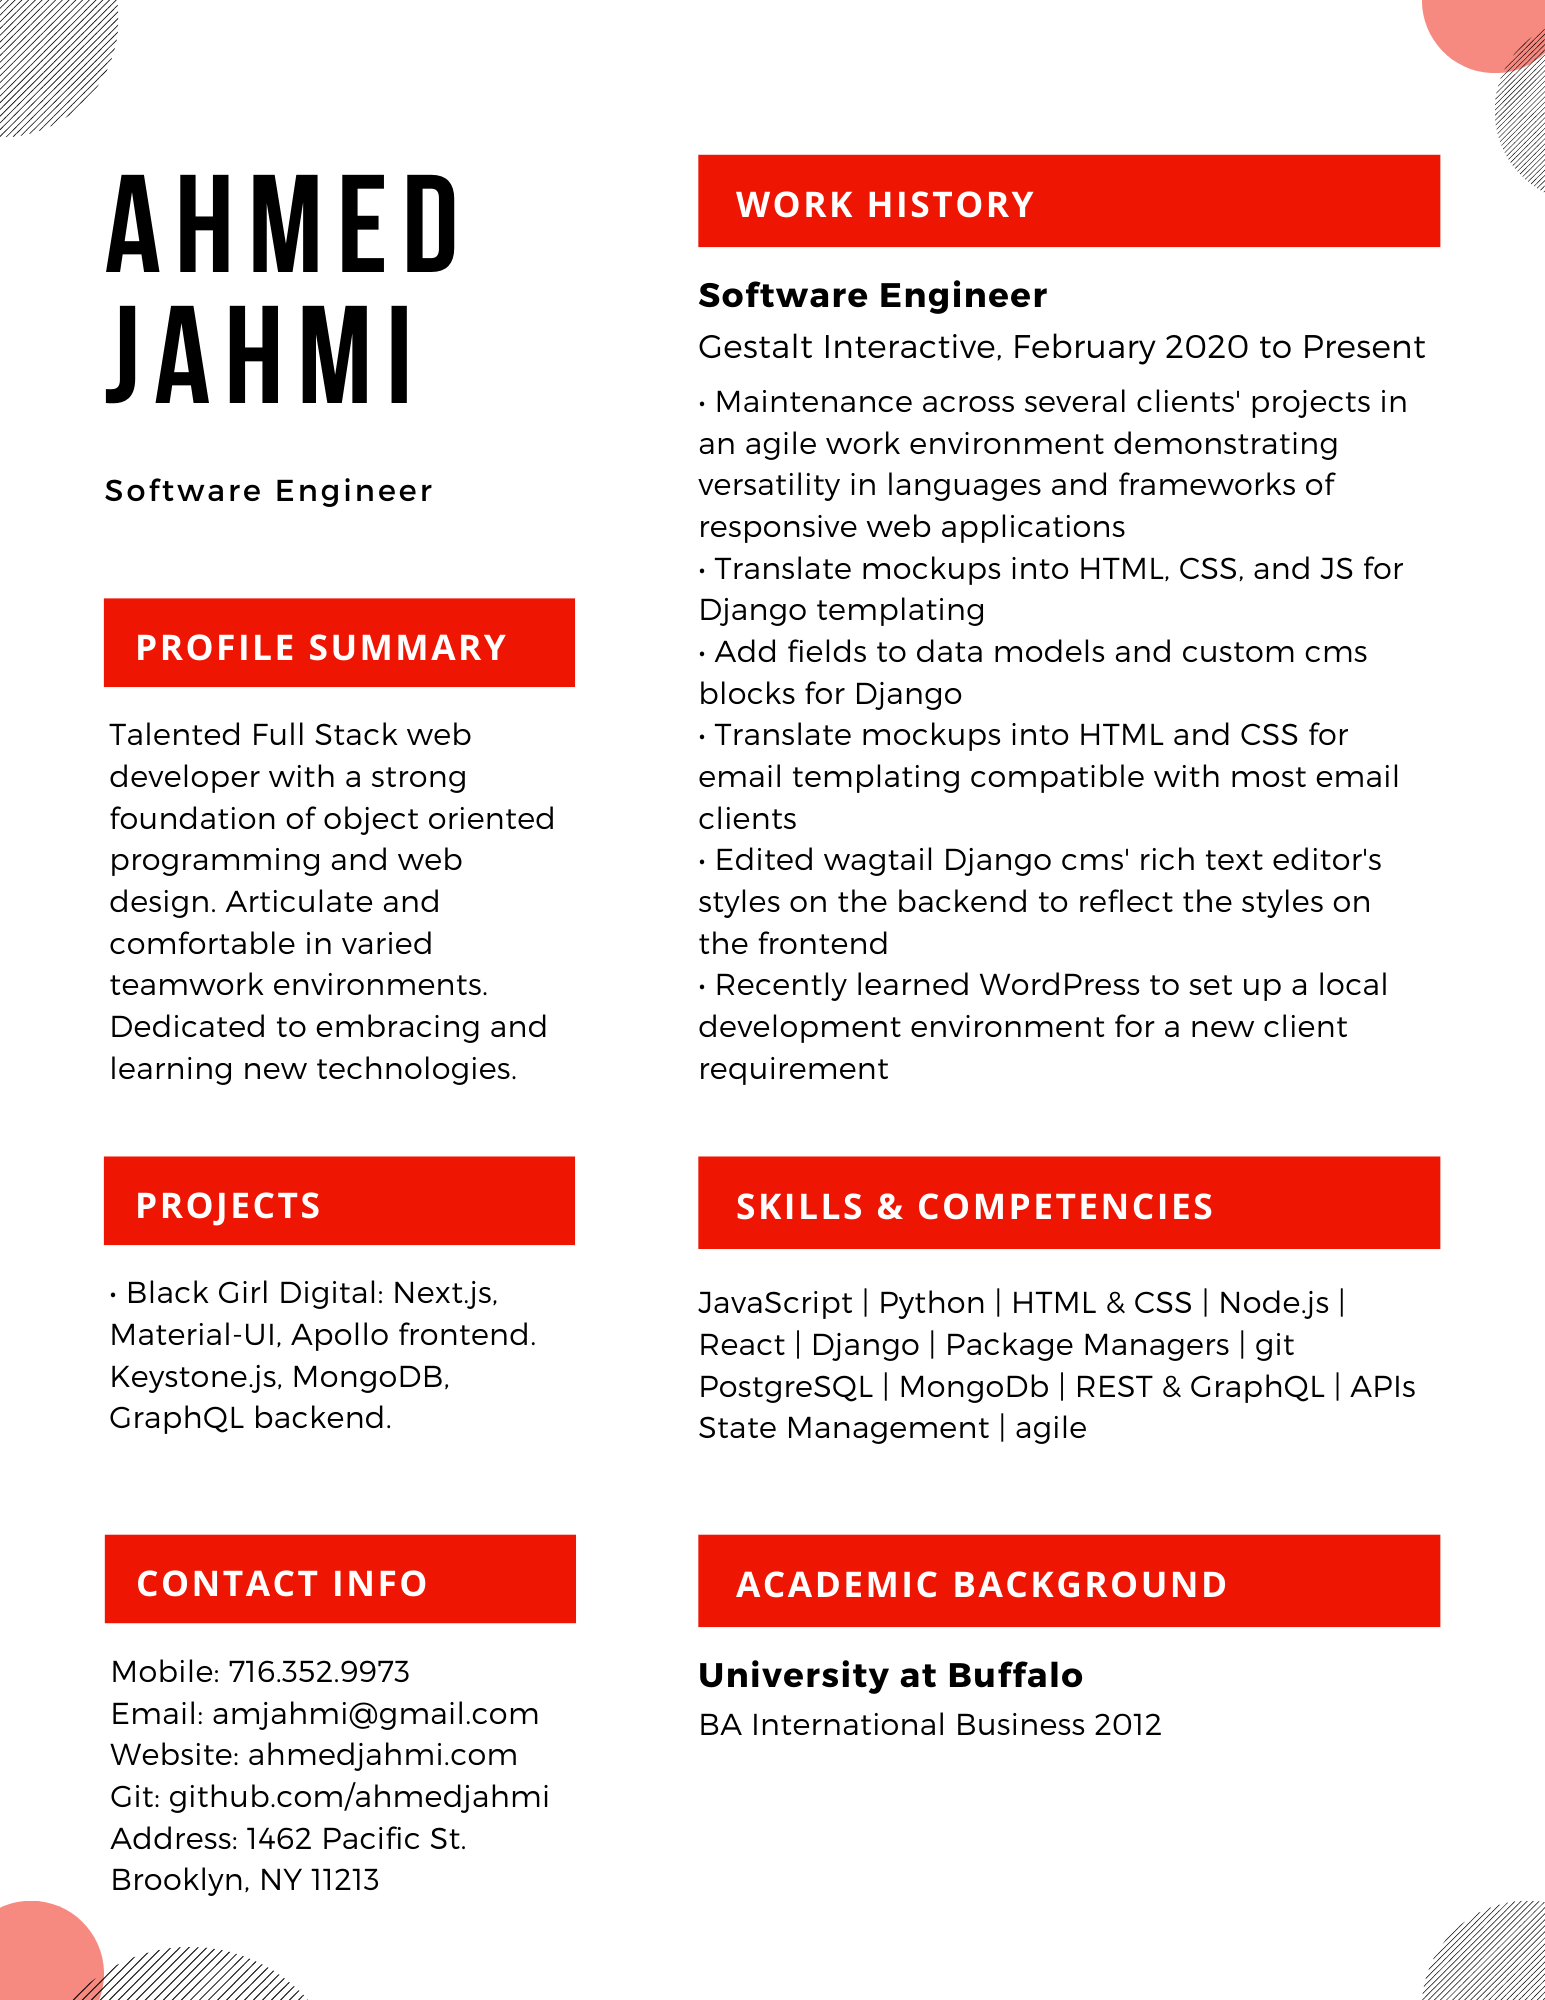 AHMED
JAHMI
Software Engineer
PROFILE SUMMARY
Talented Full Stack web
developer with a strong
foundation of object oriented
programming and web
design. Articulate and
comfortable in varied
teamwork environments.
Dedicated to embracing and
learning new technologies.
PROJECTS
• Black Girl Digital: Next.js,
Material-UI, Apollo frontend.
Keystone.js, MongoDB,
GraphQL backend.
CONTACT INFO
Mobile: 716.352.9973
Email: amjahmi@gmail.com
Website: ahmedjahmi.com
Git: github.com/ahmedjahmi
Address: 1462 Pacific St.
Brooklyn, NY 11213
WORK HISTORY
Software Engineer
Gestalt Interactive, February 2020 to Present
• Maintenance across several clients' projects in
an agile work environment demonstrating
versatility in languages and frameworks of
responsive web applications
• Translate mockups into HTML, CSS, and JS for
Django templating
• Add fields to data models and custom cms
blocks for Django
• Translate mockups into HTML and CSS for
email templating compatible with most email
clients
• Edited wagtail Django cms' rich text editor's
styles on the backend to reflect the styles on
the frontend
• Recently learned WordPress to set up a local
development environment for a new client
requirement
SKILLS & COMPETENCIES
JavaScript | Python | HTML & CSS | Node.js |
React | Django | Package Managers | git
PostgreSQL | MongoDb | REST & GraphQL | APIs
State Management | agile
ACADEMIC BACKGROUND
University at Buffalo
BA International Business 2012